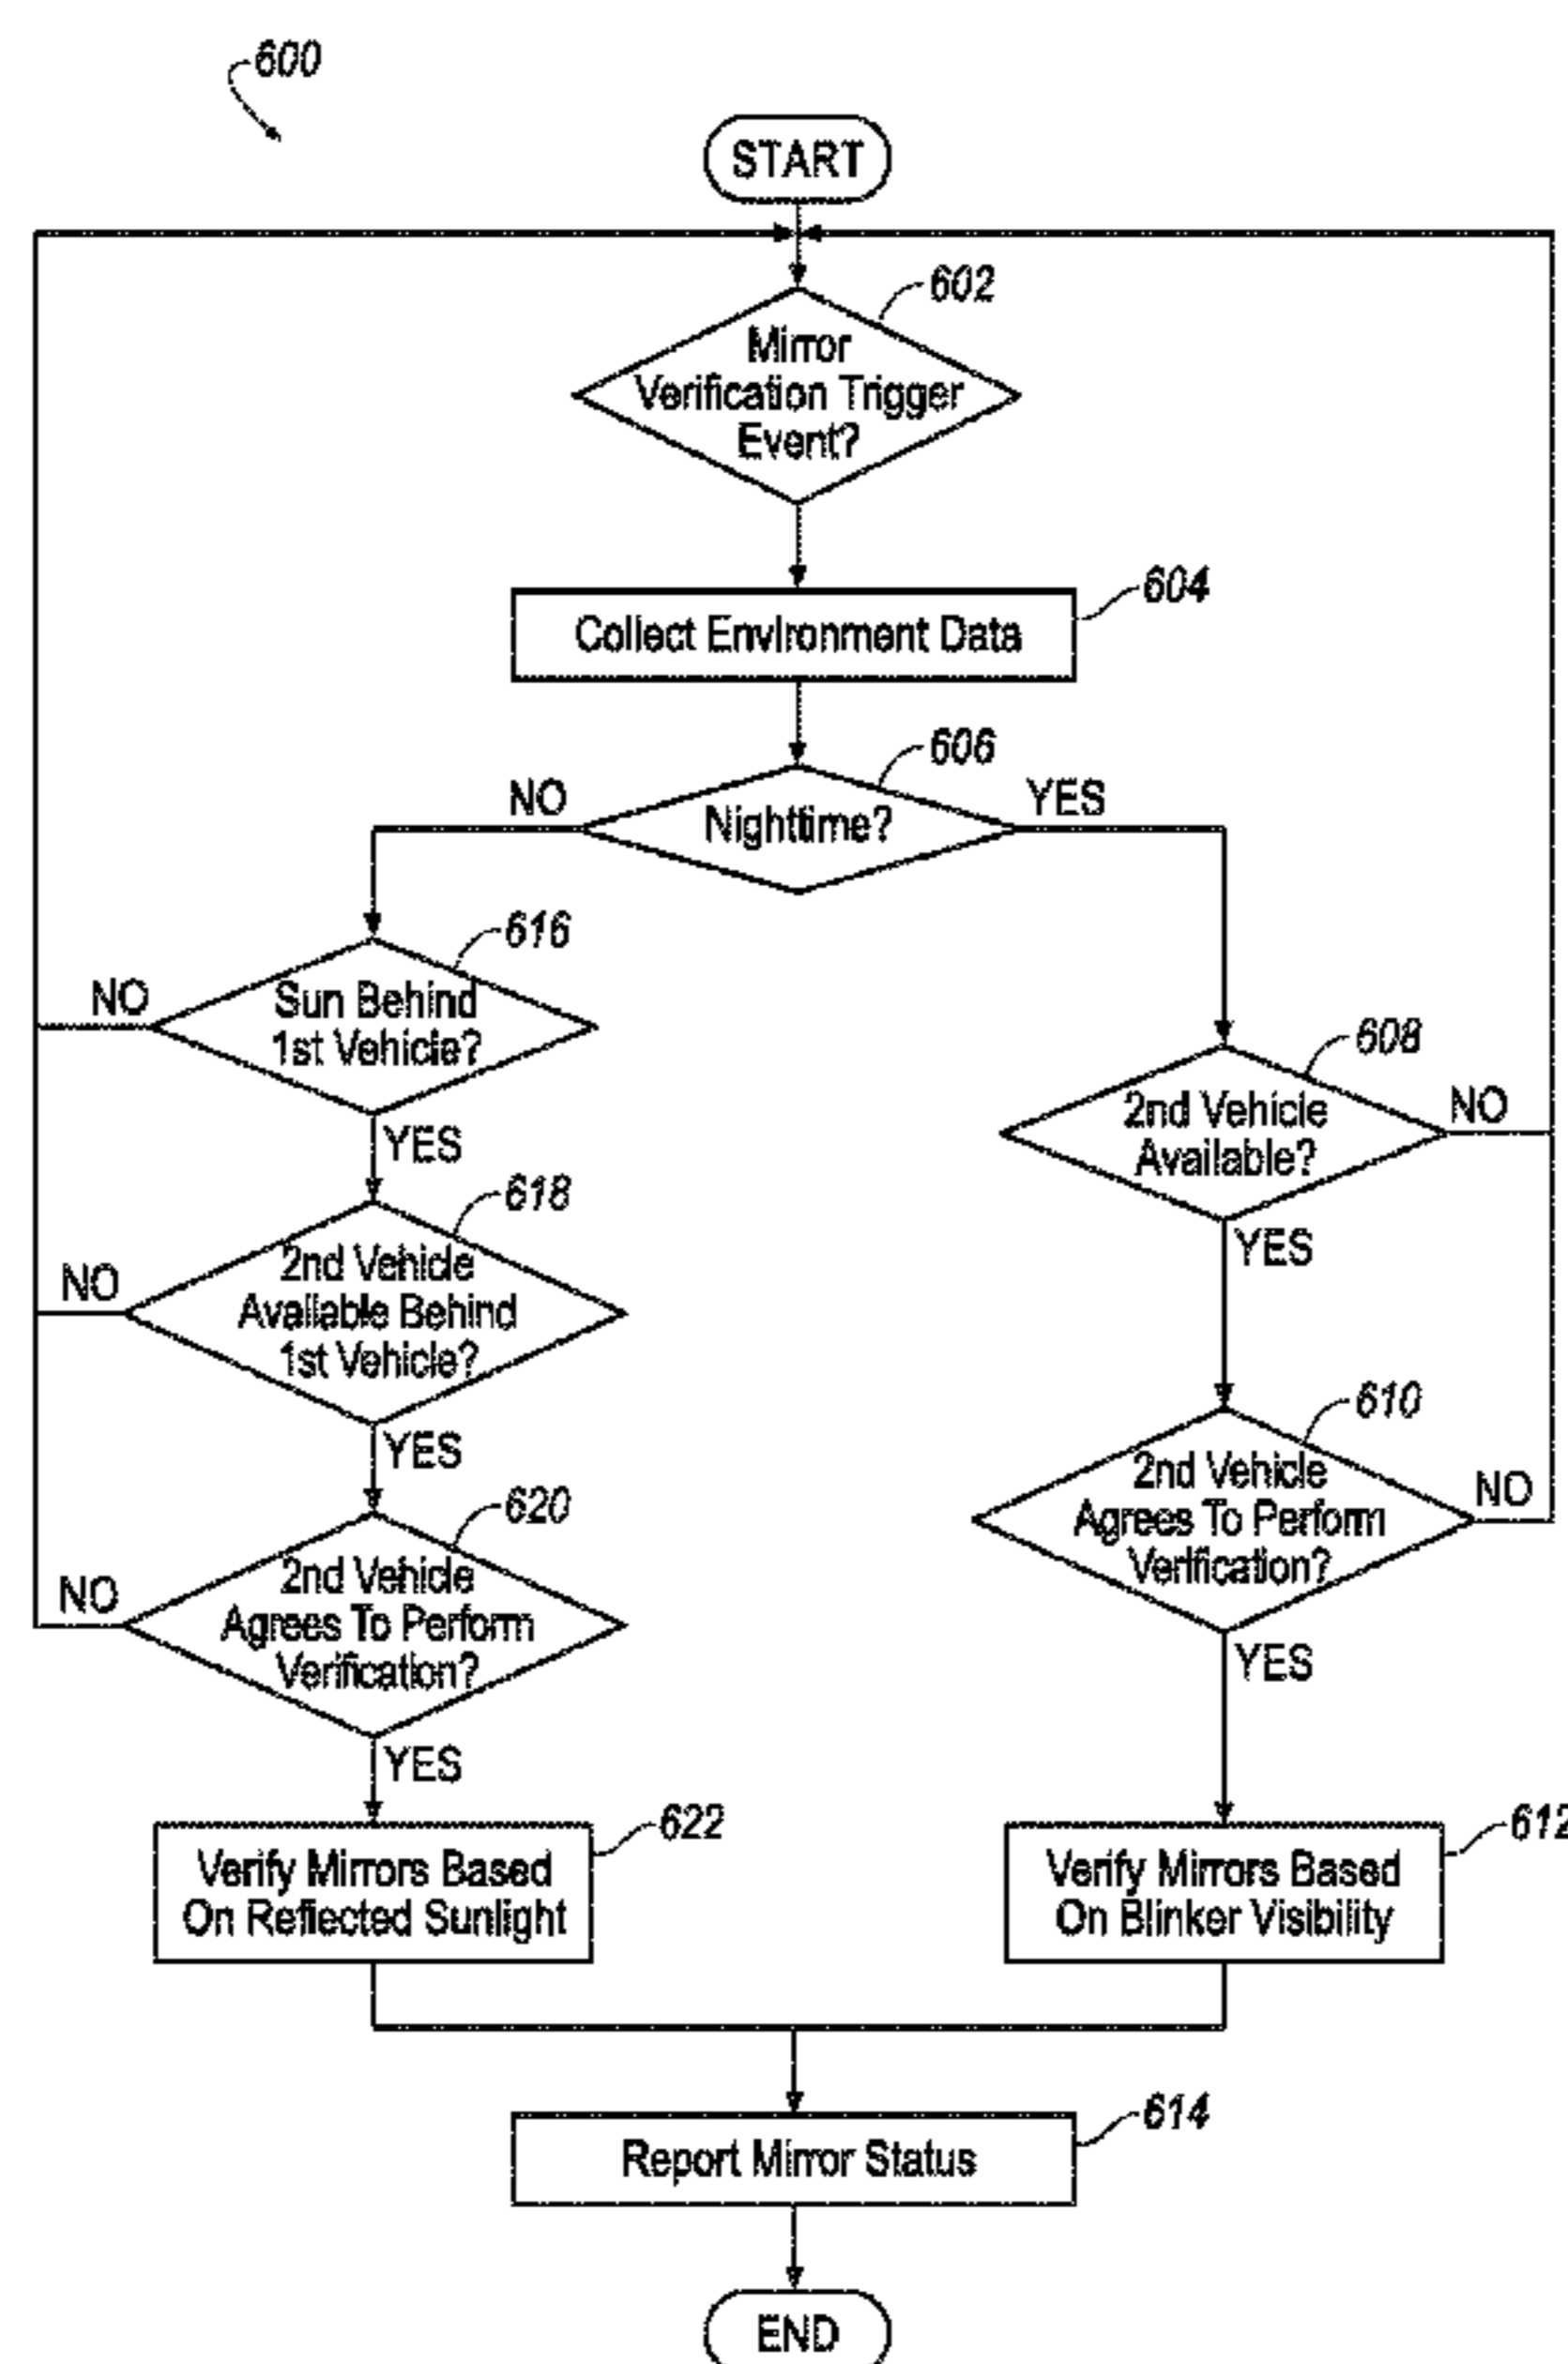 600
START
602
Mirror
Verification Trigger
Event?
604
Collect Environment Data
606
NO
YES
Nighttime?
616
NO
Sun Behind
1st Vehicle?
YES
608
2nd Vehicle
Available?
NO
YES
618
NO
2nd Vehicle
Available Behind
1st Vehicle?
YES
610
2nd Vehicle
Agrees To Perform
Verification?
NO
YES
620
NO
2nd Vehicle
Agrees To Perform
Verification?
YES
622
Verify Mirrors Based
On Reflected Sunlight
612
Verify Mirrors Based
On Blinker Visibility
614
Report Mirror Status
END